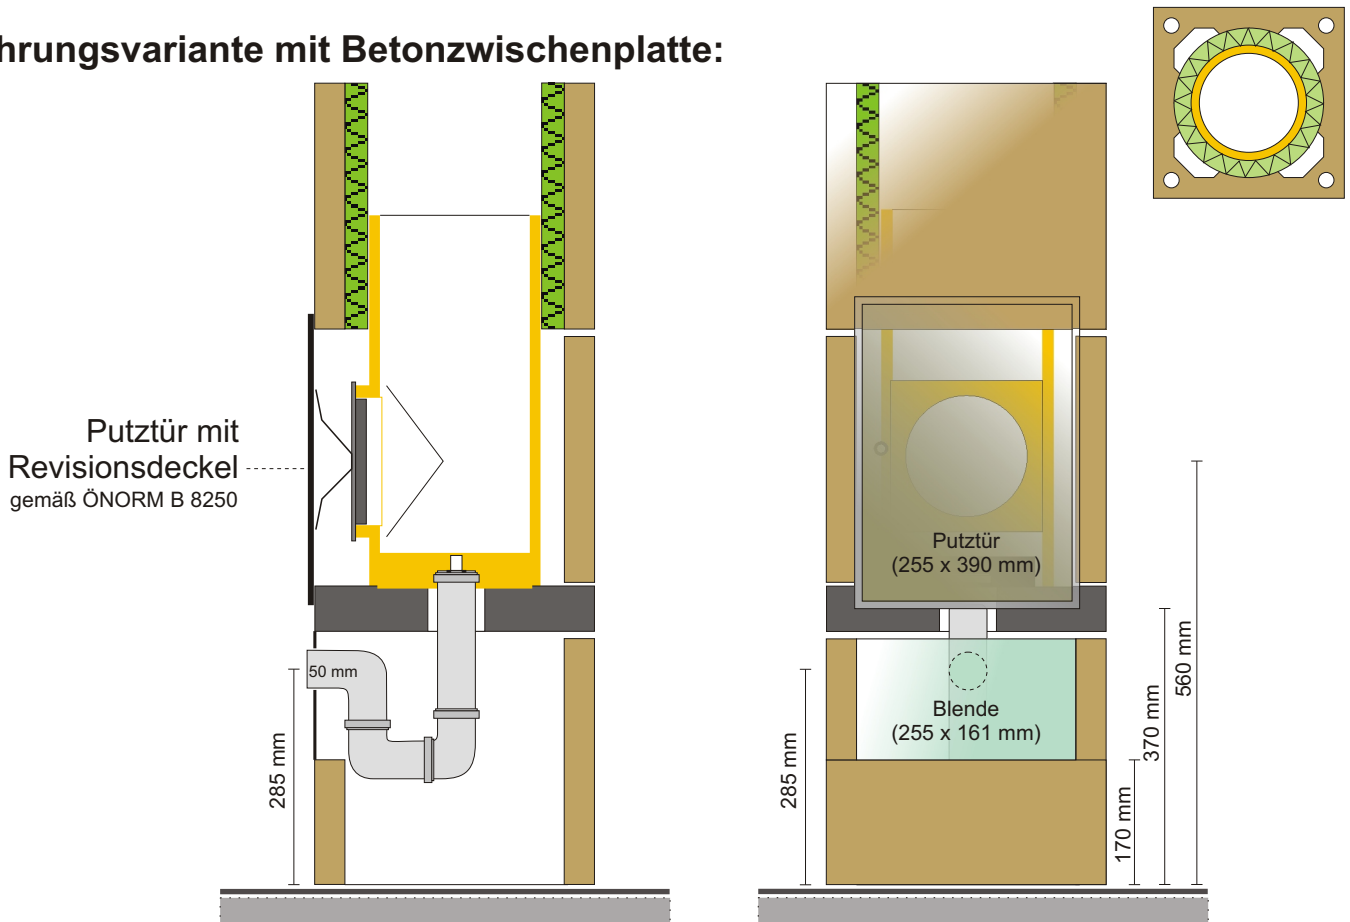 hrungsvariante mit Betonzwischenplatte:
Putztür mit
Revisionsdeckel
gemäß ÖNORM B 8250
50 mm
285 mm
Putztür
(255 x 390 mm)
Blende
(255 x 161 mm)
285 mm
170 mm
370 mm
560 mm